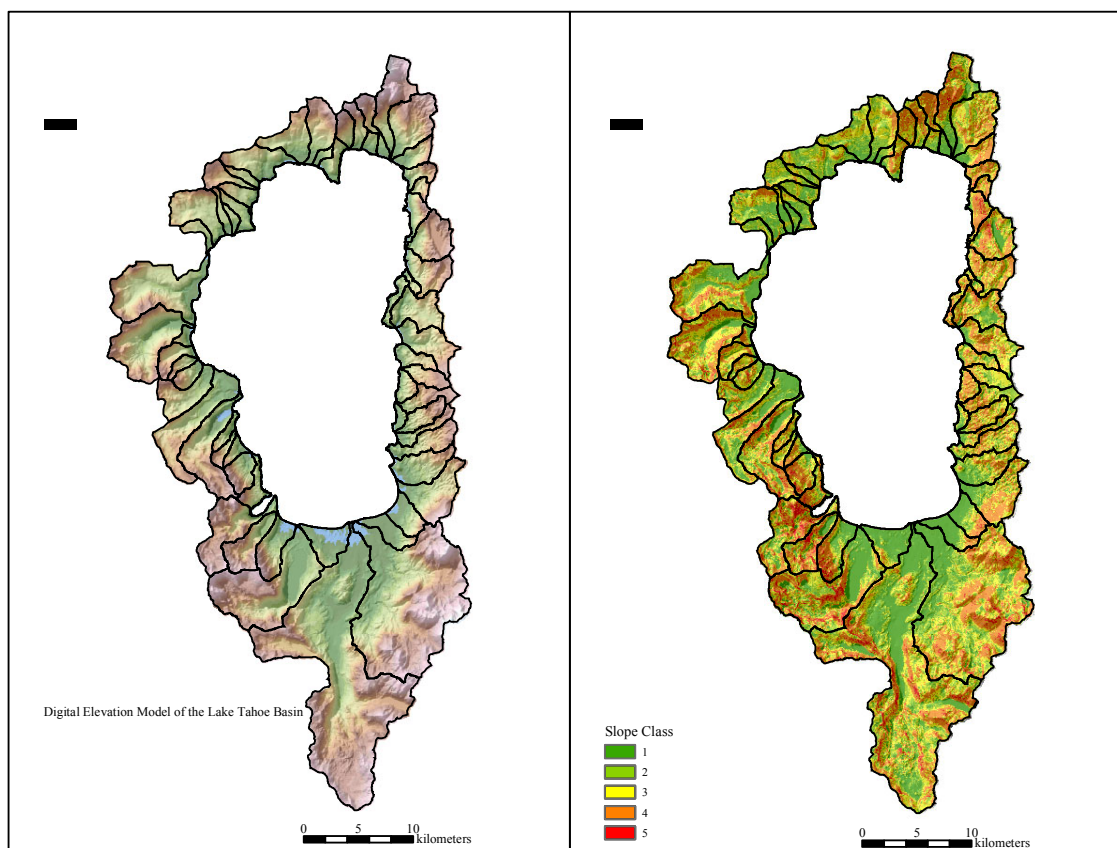 Digital Elevation Model of the Lake Tahoe Basin
0 5 10
kilometers
Slope Class
1
2
3
4
5
0 5 10
kilometers